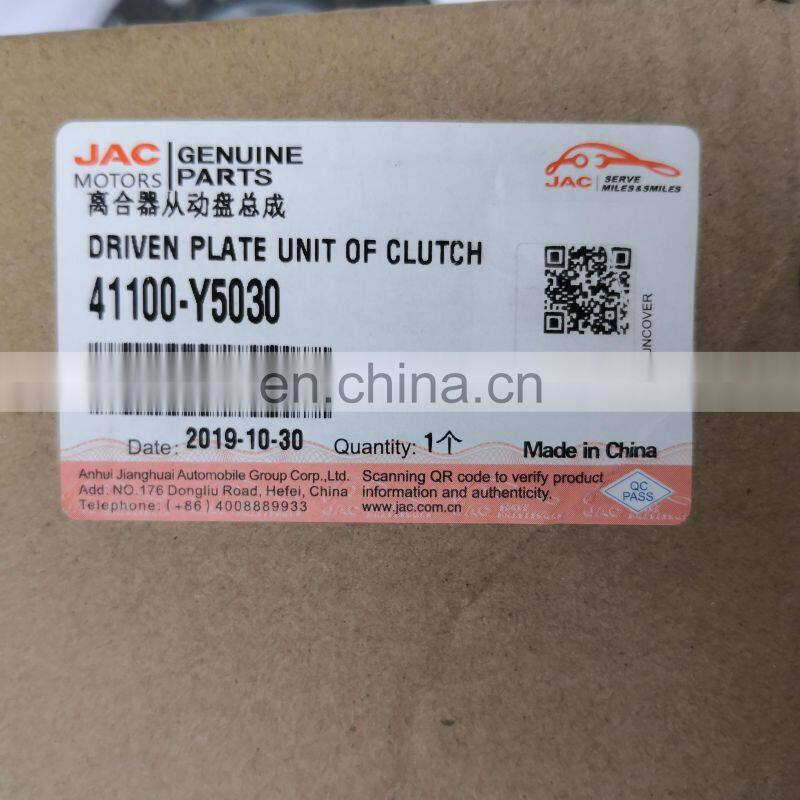 JAC MOTORS GENUINE PARTS
JAC SERVE MILES&SMILES
离合器从动盘总成
DRIVEN PLATE UNIT OF CLUTCH
41100-Y5030
UNCOVER
en.china.cn
Date: 2019-10-30 Quantity: 1个 Made in China
Anhui Jianghuai Automobile Group Corp.,Ltd.
Add: NO.176 Dongliu Road, Hefei, China
Telephone: (+86) 4008889933
Scanning QR code to verify product
information and authenticity.
www.jac.com.cn
QC
PASS